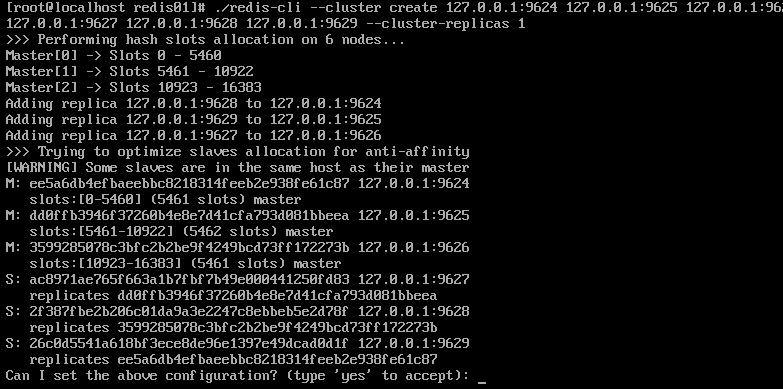 [root@localhost redis01]# ./redis-cli --cluster create 127.0.0.1:9624 127.0.0.1:9625 127.0.0.1:962
127.0.0.1:9627 127.0.0.1:9628 127.0.0.1:9629 --cluster-replicas 1
>>> Performing hash slots allocation on 6 nodes...
Master[0] -> Slots 0 - 5460
Master[1] -> Slots 5461 - 10922
Master[2] -> Slots 10923 - 16383
Adding replica 127.0.0.1:9628 to 127.0.0.1:9624
Adding replica 127.0.0.1:9629 to 127.0.0.1:9625
Adding replica 127.0.0.1:9627 to 127.0.0.1:9626
>>> Trying to optimize slaves allocation for anti-affinity
[WARNING] Some slaves are in the same host as their master
M: ee5a6db4efbaeebbc8218314feeb2e938fe61c87 127.0.0.1:9624
slots:[0-5460] (5461 slots) master
M: dd0ffb3946f37260b4e8e7d41cfa793d081bbeea 127.0.0.1:9625
slots:[5461-10922] (5462 slots) master
M: 3599285078c3bfc2b2be9f4249bcd73ff172273b 127.0.0.1:9626
slots:[10923-16383] (5461 slots) master
S: ac8971ae765f663a1b7fbf7b49e000441250fd83 127.0.0.1:9627
replicates dd0ffb3946f37260b4e8e7d41cfa793d081bbeea
S: 2f387fbe2b206c01da9a3e2247c8ebbeb5e2d78f 127.0.0.1:9628
replicates 3599285078c3bfc2b2be9f4249bcd73ff172273b
S: 26c0d5541a618bf3ece8de96e1397e49dcad0d1f 127.0.0.1:9629
replicates ee5a6db4efbaeebbc8218314feeb2e938fe61c87
Can I set the above configuration? (type 'yes' to accept): _